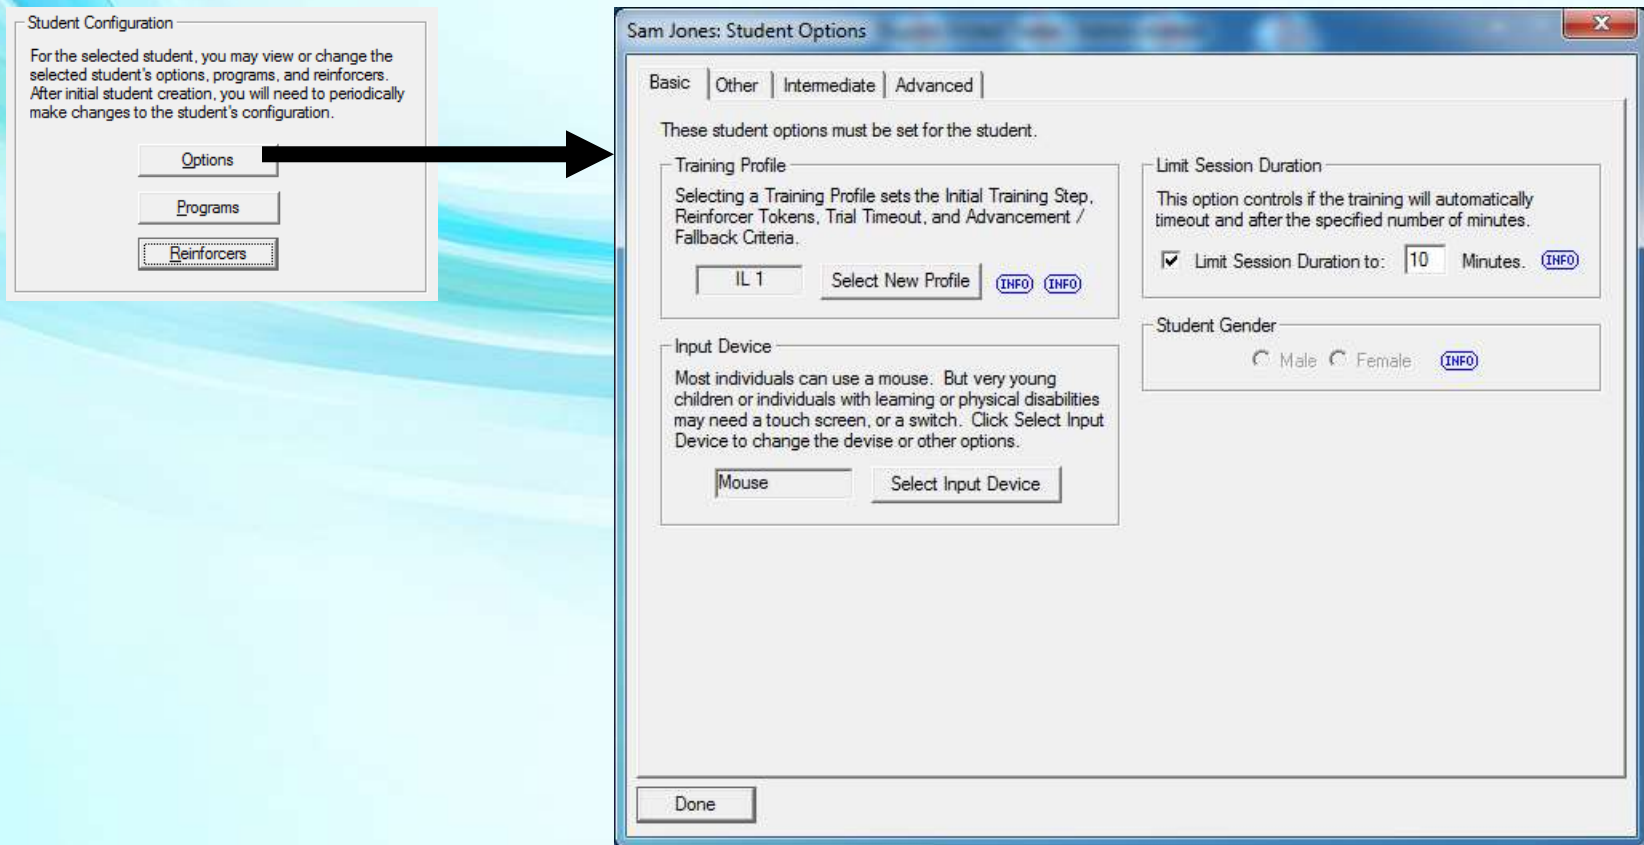 Student Configuration
For the selected student, you may view or change the
selected student's options, programs, and reinforcers.
After initial student creation, you will need to periodically
make changes to the student's configuration.
Options
Programs
Reinforcers
Sam Jones: Student Options
Basic Other Intermediate Advanced
These student options must be set for the student.
Training Profile
Selecting a Training Profile sets the Initial Training Step,
Reinforcer Tokens, Trial Timeout, and Advancement /
Fallback Criteria.
IL 1 Select New Profile (INFO) (INFO)
Input Device
Most individuals can use a mouse. But very young
children or individuals with learning or physical disabilities
may need a touch screen, or a switch. Click Select Input
Device to change the devise or other options.
Mouse Select Input Device
Limit Session Duration
This option controls if the training will automatically
timeout and after the specified number of minutes.
Limit Session Duration to: 10 Minutes. (INFO)
Student Gender
Male Female (INFO)
Done